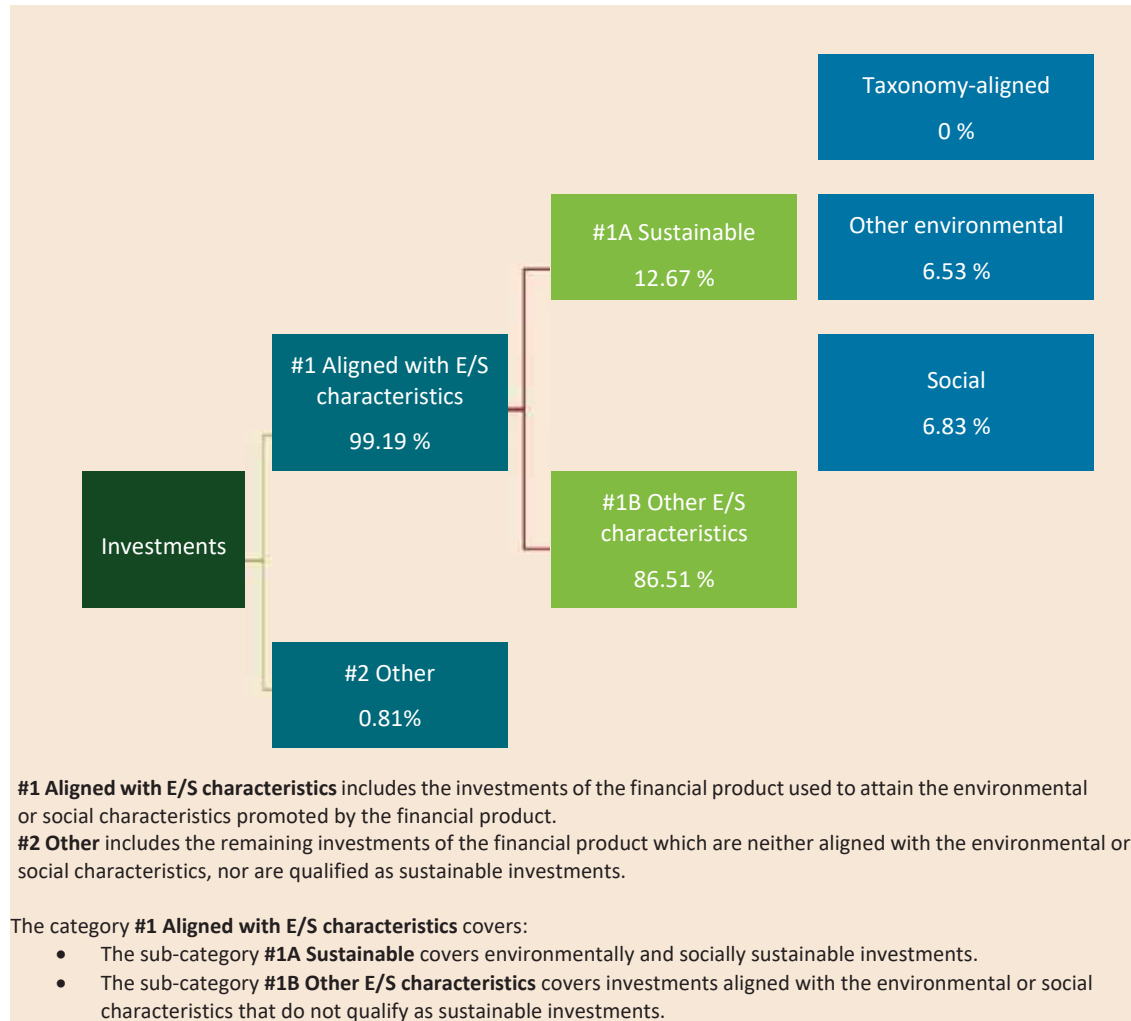 Taxonomy-aligned
0 %
#1A Sustainable
12.67 %
Other environmental
6.53 %
#1 Aligned with E/S
characteristics
99.19 %
Social
6.83 %
Investments
#1B Other E/S
characteristics
86.51 %
#2 Other
0.81%
#1 Aligned with E/S characteristics includes the investments of the financial product used to attain the environmental
or social characteristics promoted by the financial product.
#2 Other includes the remaining investments of the financial product which are neither aligned with the environmental or
social characteristics, nor are qualified as sustainable investments.
The category #1 Aligned with E/S characteristics covers:
• The sub-category #1A Sustainable covers environmentally and socially sustainable investments.
• The sub-category #1B Other E/S characteristics covers investments aligned with the environmental or social
characteristics that do not qualify as sustainable investments.